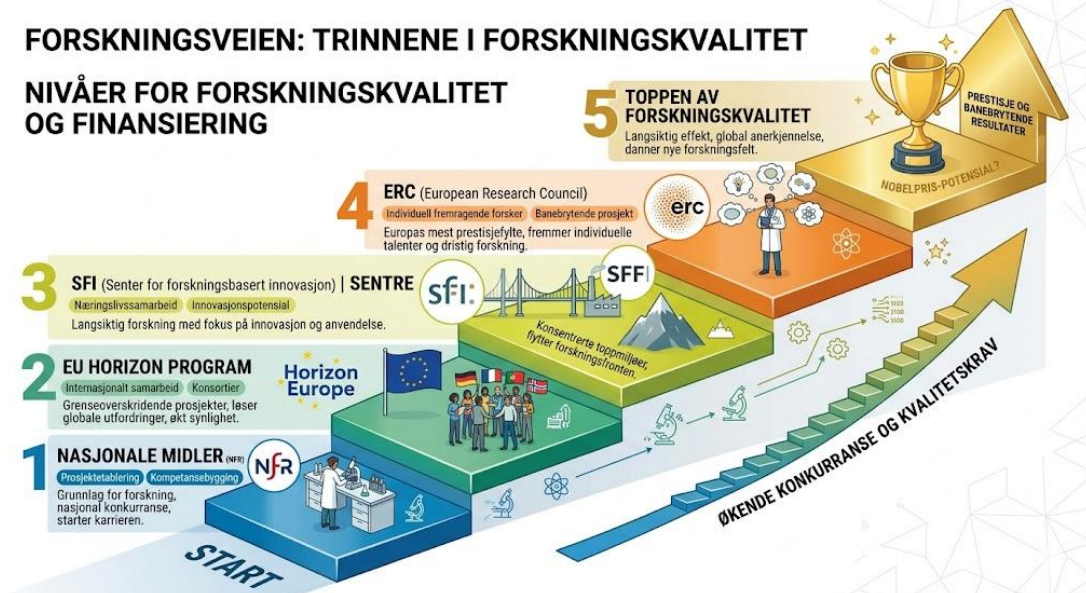 FORSKNINGSVEIEN: TRINNENE I FORSKNINGSKVALITET
NIVÅER FOR FORSKNINGSKVALITET
OG FINANSIERING
5
TOPPEN AV
FORSKNINGSKVALITET
Langsiktig effekt, global anerkjennelse,
danner nye forskningsfelt.
PRESTISJE OG
BANEBRYTENDE
RESULTATER
NOBELPRIS-POTENSIAL?
4
ERC (European Research Council)
Individuell fremragende forsker
Banebrytende prosjekt
Europas mest prestisjefylte, fremmer individuelle
talenter og dristig forskning.
erc
3
SFI (Senter for forskningsbasert innovasjon) | SENTRE
Næringslivssamarbeid
Innovasjonspotensial
Langsiktig forskning med fokus på innovasjon og anvendelse.
sfi:
SFF
Konsentrerte toppmiljøer,
flytter forskningsfronten.
2
EU HORIZON PROGRAM
Internasjonalt samarbeid
Konsortier
Grenseoverskridende prosjekter, løser
globale utfordringer, økt synlighet.
Horizon
Europe
1
NASJONALE MIDLER (NFR)
Prosjektetablering
Kompetansebygging
Grunnlag for forskning,
nasjonal konkurranse,
starter karrieren.
NfR
START
ØKENDE KONKURRANSE OG KVALITETSKRAV